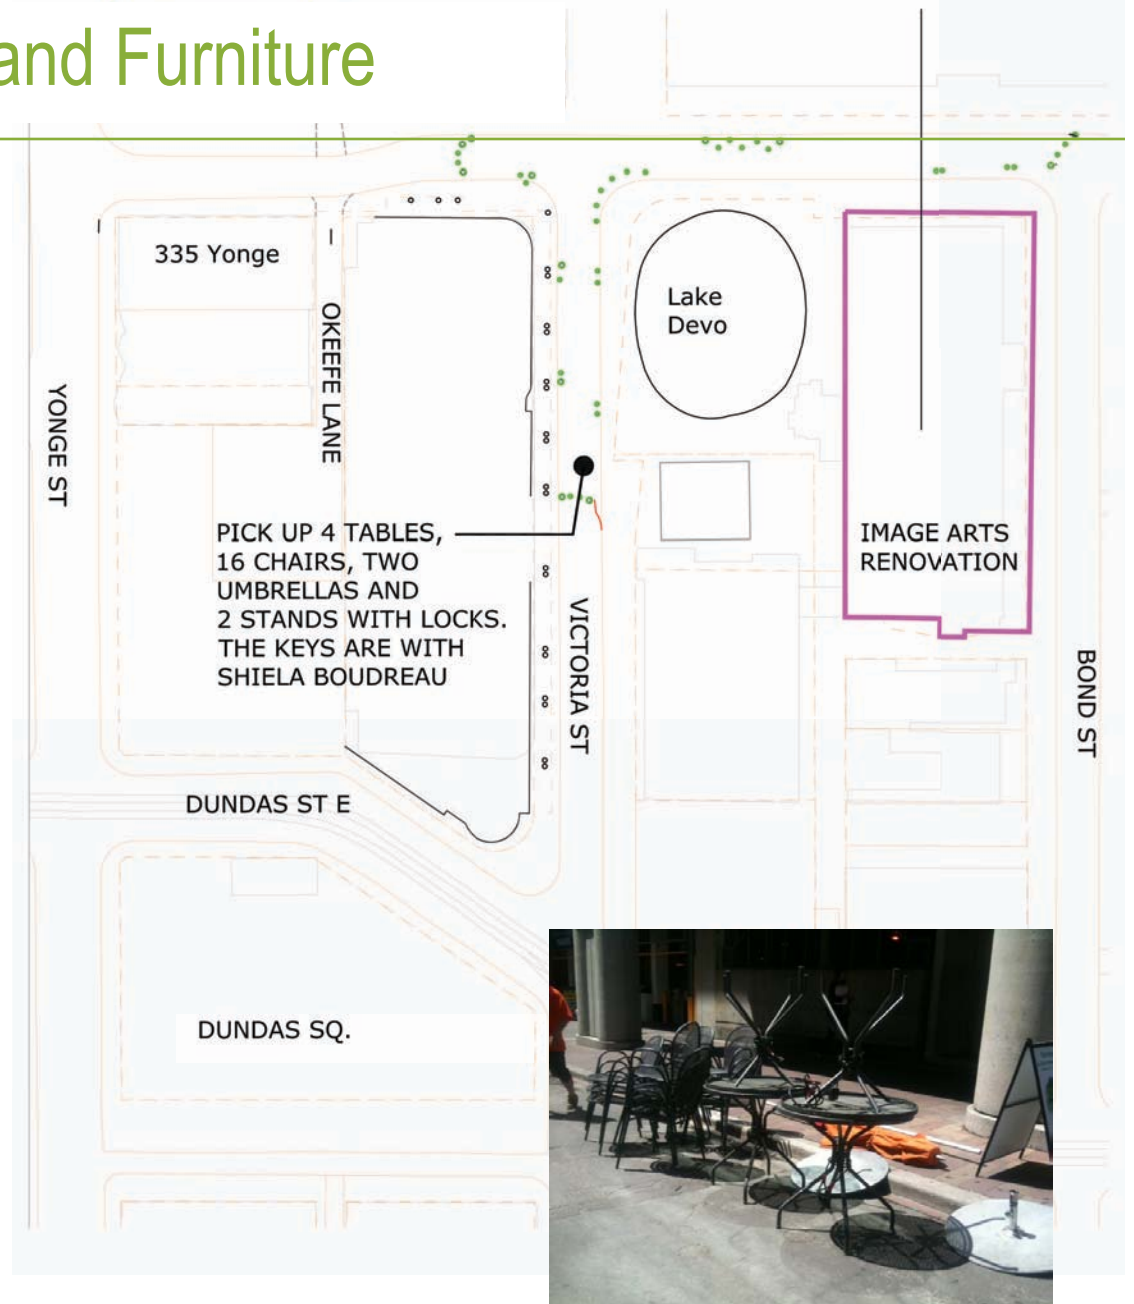 and Furniture
335 Yonge
Lake
Devo
OKEEFE LANE
YONGE ST
PICK UP 4 TABLES,
16 CHAIRS, TWO
UMBRELLAS AND
2 STANDS WITH LOCKS.
THE KEYS ARE WITH
SHIELA BOUDREAU
IMAGE ARTS
RENOVATION
VICTORIA ST
BOND ST
DUNDAS ST E
DUNDAS SQ.